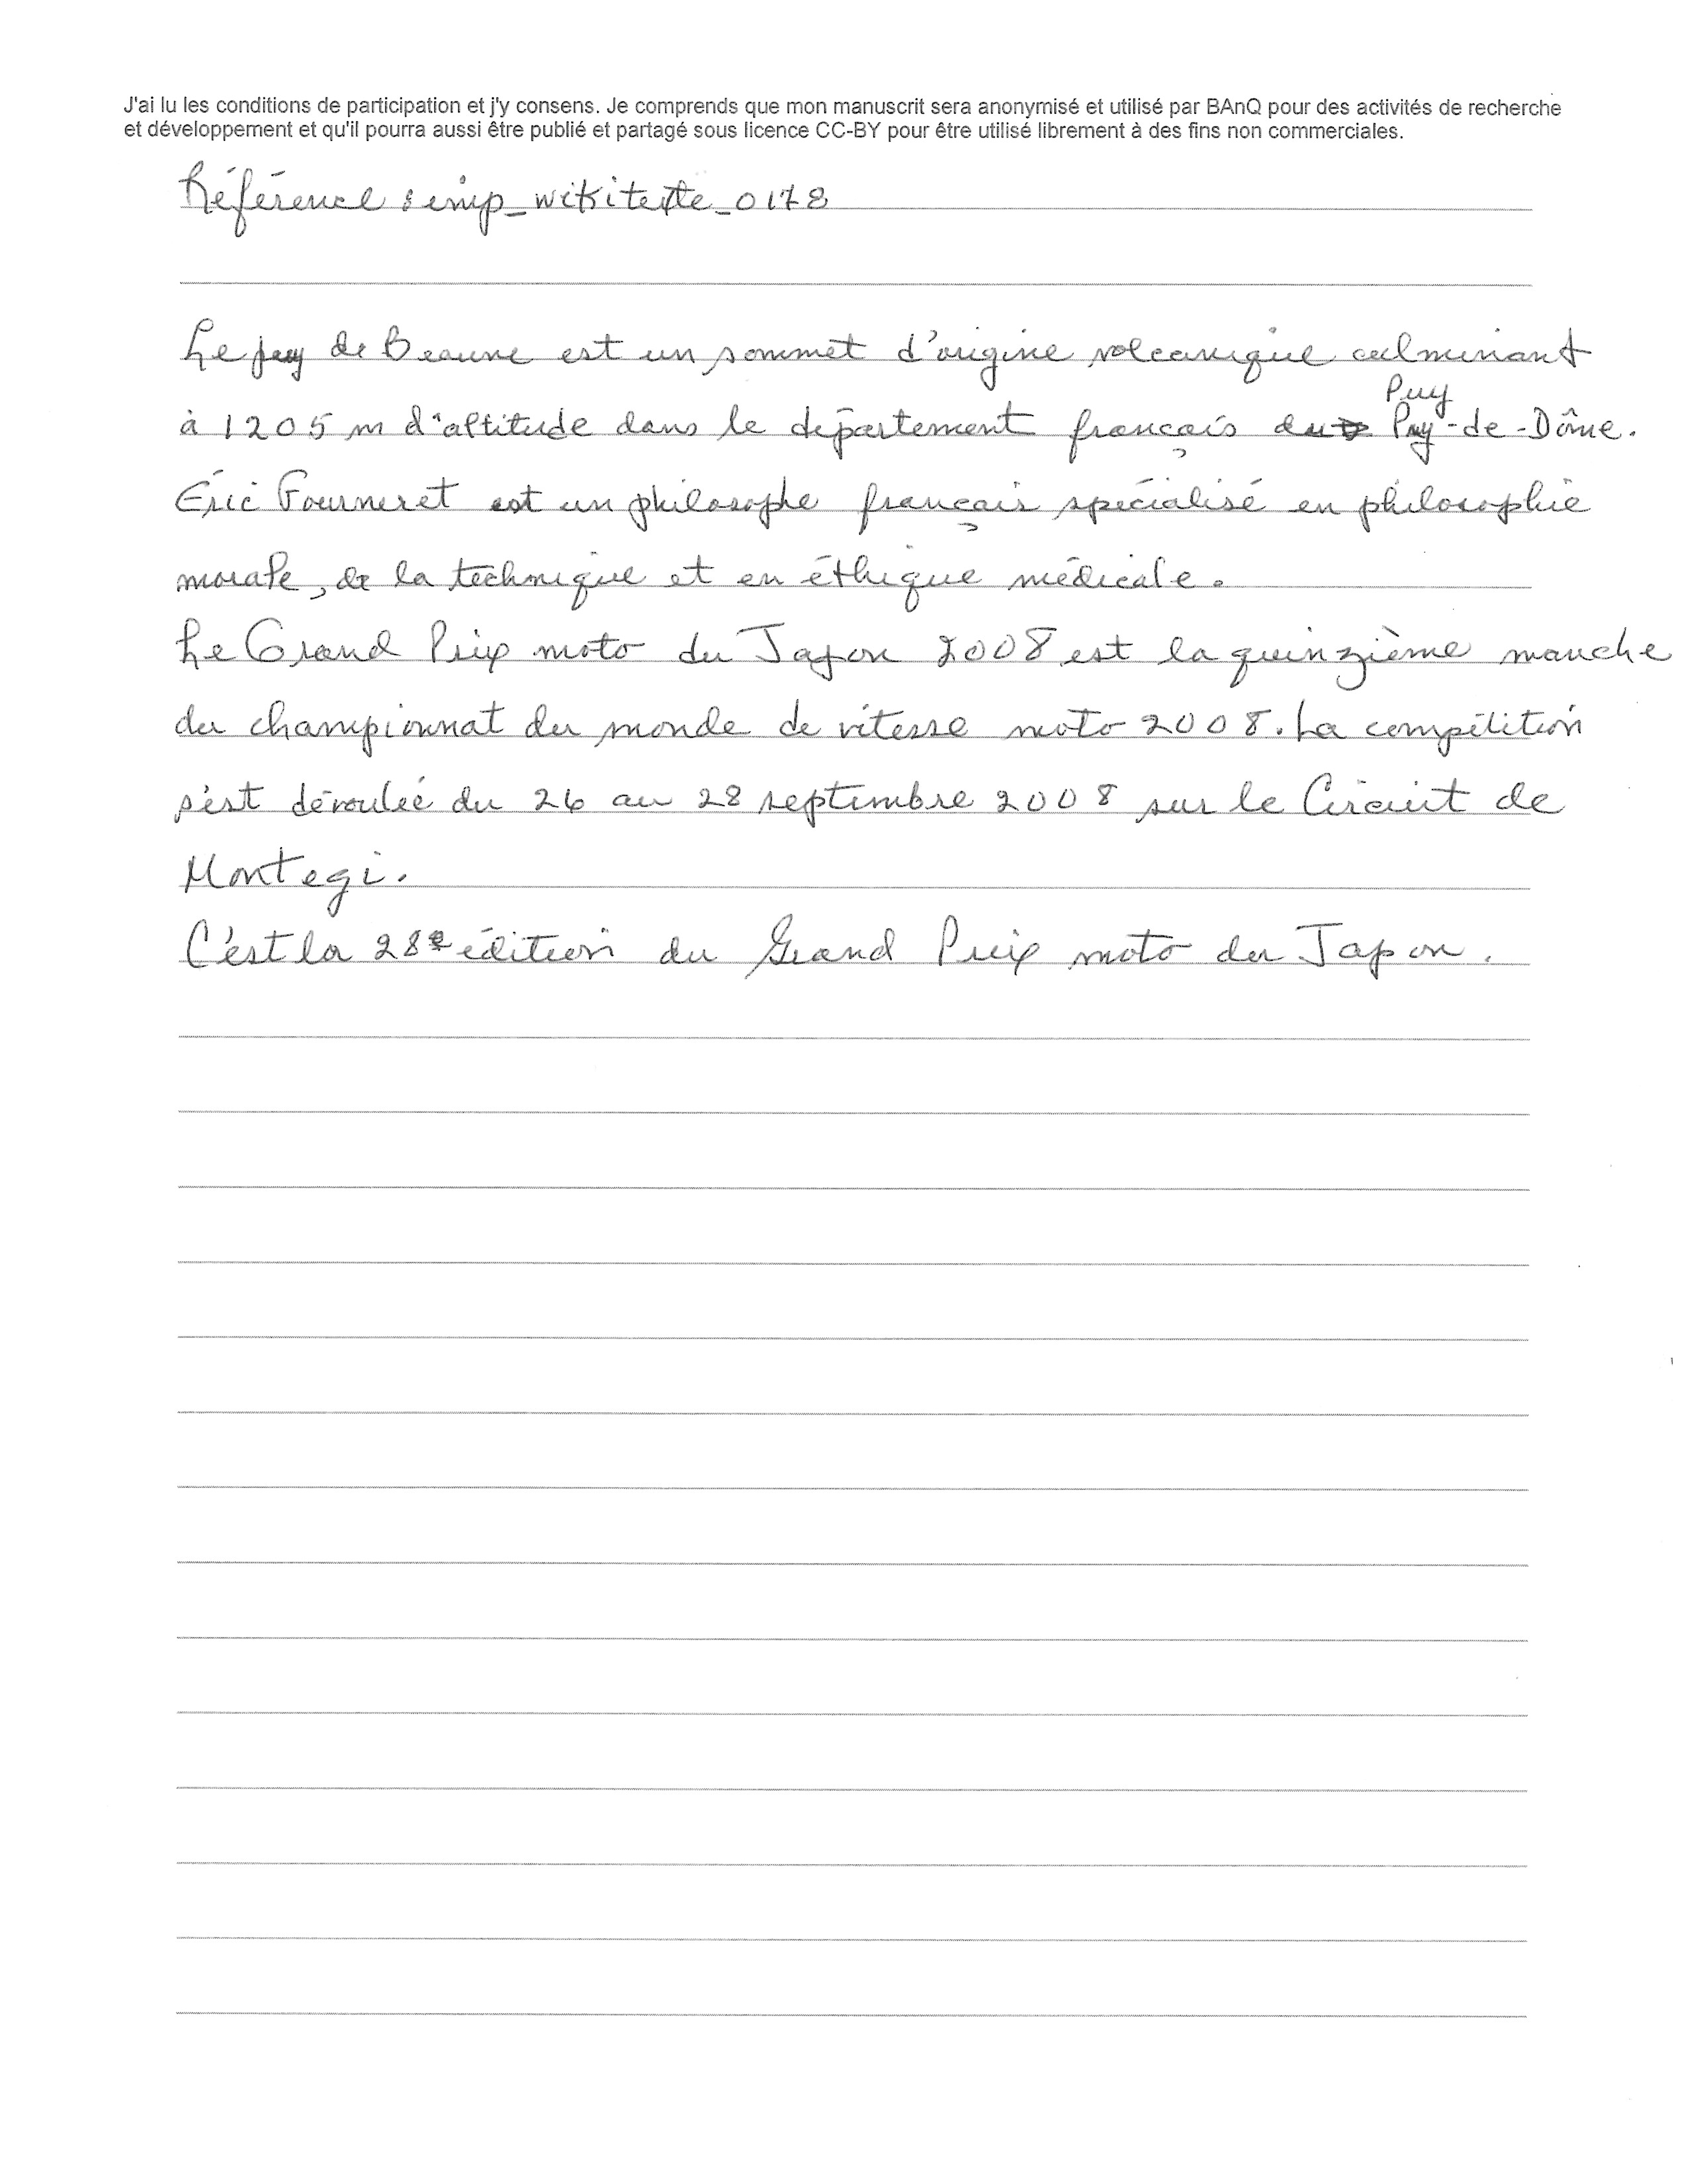 J'ai lu les conditions de participation et j'y consens. Je comprends que mon manuscrit sera anonymisé et utilisé par BAnQ pour des activités de recherche
et développement et qu'il pourra aussi être publié et partagé sous licence CC-BY pour être utilisé librement à des fins non commerciales.
Référence : imp_wikitexte_0178
Le puy de Beaune est un sommet d'origine volcanique culminant
à 1205 m d'altitude dans le département français du Puy
Puy-de-Dôme.
Éric Fourneret est un philosophe français spécialisé en philosophie
morale, de la technique et en éthique médicale.
Le Grand Prix moto du Japon 2008 est la quinzième manche
du championnat du monde de vitesse moto 2008. La compétition
s'est déroulée du 26 au 28 septembre 2008 sur le Circuit de
Montegi.
C'est la 28e édition du Grand Prix moto du Japon.